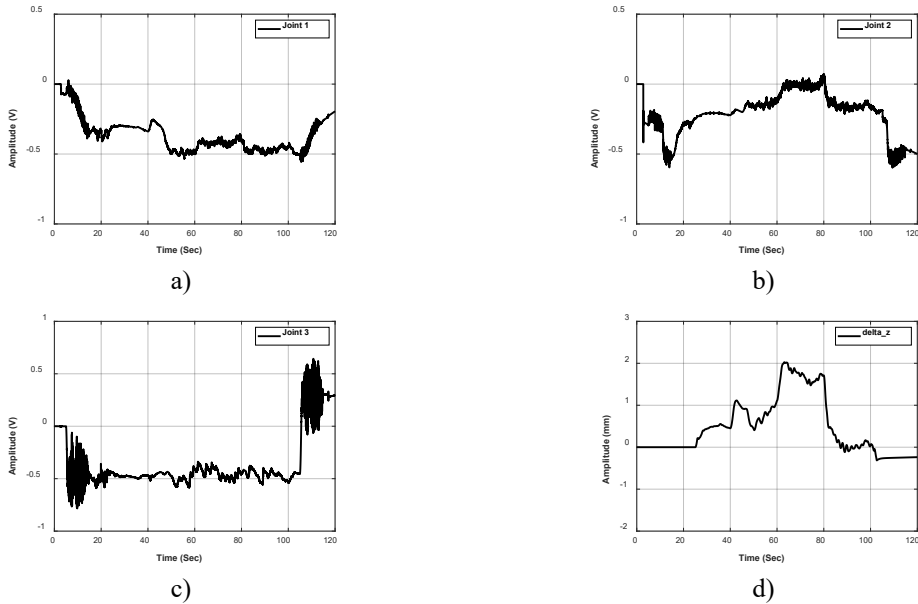 0.5
Joint 1
0
-0.5
-1
Amplitude (V)
0 20 40 60 80 100 120
Time (Sec)
a)
0.5
Joint 2
0
-0.5
-1
Amplitude (V)
0 20 40 60 80 100 120
Time (Sec)
b)
1
Joint 3
0.5
0
-0.5
-1
Amplitude (V)
0 20 40 60 80 100 120
Time (Sec)
c)
3
delta_z
2
1
0
-1
-2
Amplitude (mm)
0 20 40 60 80 100 120
Time (Sec)
d)